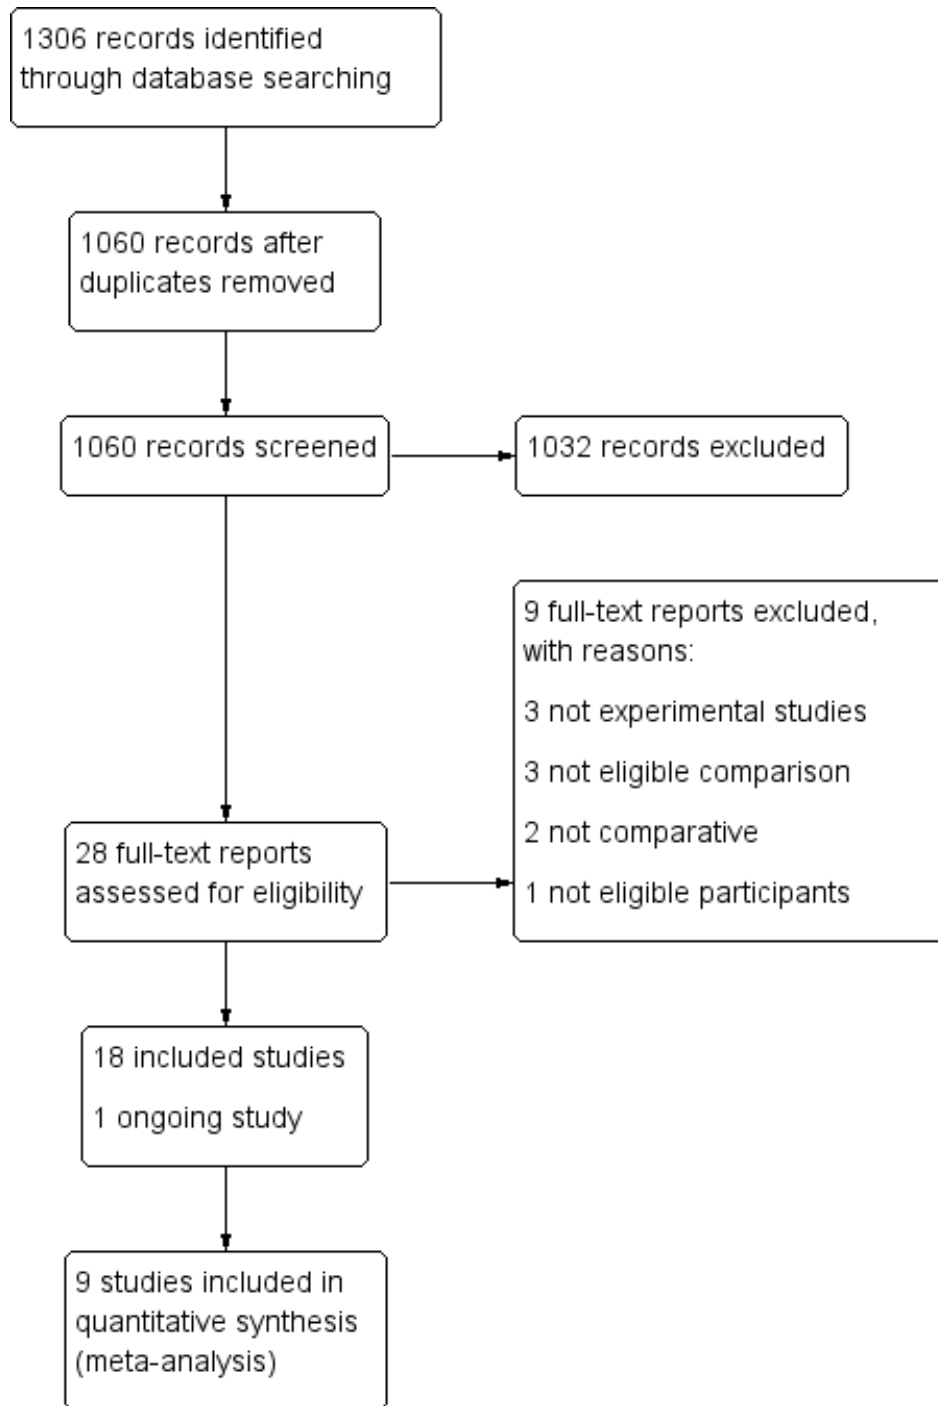 1306 records identified
through database searching
1060 records after
duplicates removed
1060 records screened
1032 records excluded
9 full-text reports excluded,
with reasons:
3 not experimental studies
3 not eligible comparison
2 not comparative
1 not eligible participants
28 full-text reports
assessed for eligibility
18 included studies
1 ongoing study
9 studies included in
quantitative synthesis
(meta-analysis)